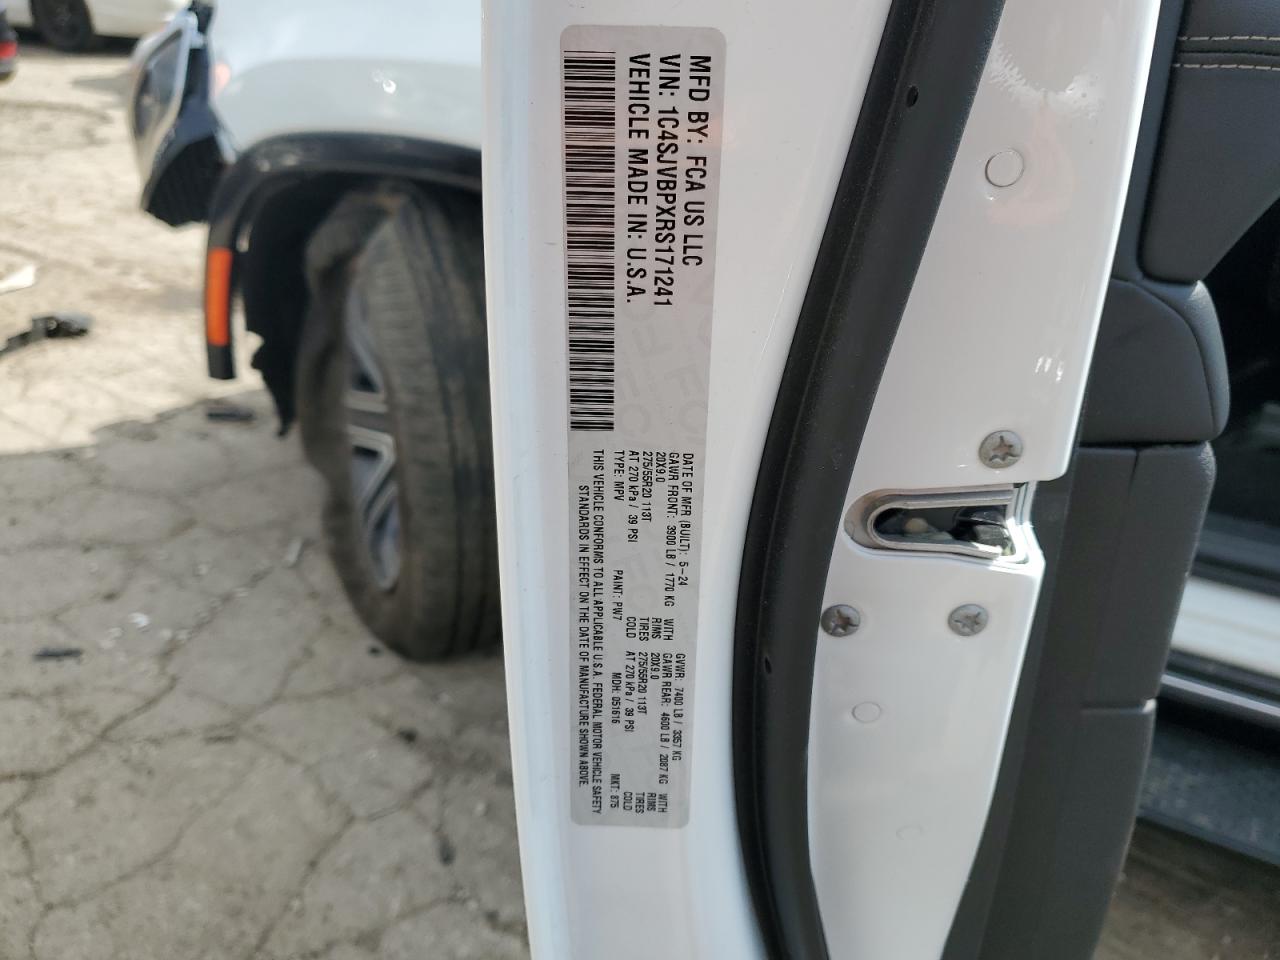 MFD BY: FCA US LLC
VIN: 1C4SJVBPXRS171241
VEHICLE MADE IN: U.S.A.
DATE OF MFR (BUILT): 5-24 GVWR: 7400 LB / 3357 KG
GAWR FRONT: 3900 LB / 1770 KG WITH GAWR REAR: 4600 LB / 2087 KG WITH
20X9.0 RIMS 20X9.0 RIMS
275/55R20 113T TIRES 275/55R20 113T TIRES
AT 270 kPa / 39 PSI COLD AT 270 kPa / 39 PSI COLD
TYPE: MPV PAINT: PW7 MDH: 051616 MKT: 875
THIS VEHICLE CONFORMS TO ALL APPLICABLE U.S.A. FEDERAL MOTOR VEHICLE SAFETY
STANDARDS IN EFFECT ON THE DATE OF MANUFACTURE SHOWN ABOVE.